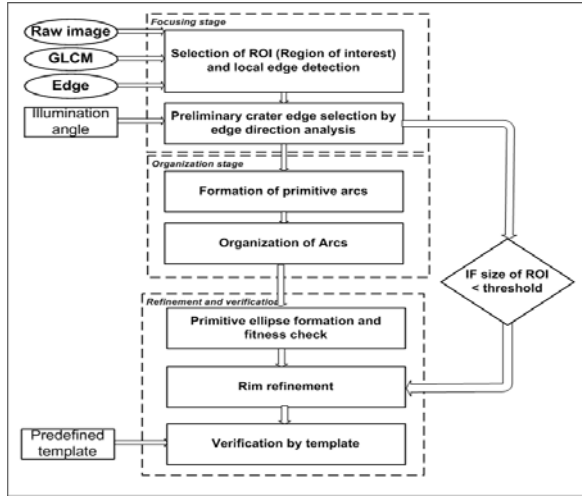 Focusing stage
Raw image
GLCM
Edge
Selection of ROI (Region of interest)
and local edge detection
Illumination
angle
Preliminary crater edge selection by
edge direction analysis
Organization stage
Formation of primitive arcs
Organization of Arcs
IF size of ROI
< threshold
Refinement and verification
Primitive ellipse formation and
fitness check
Rim refinement
Predefined
template
Verification by template